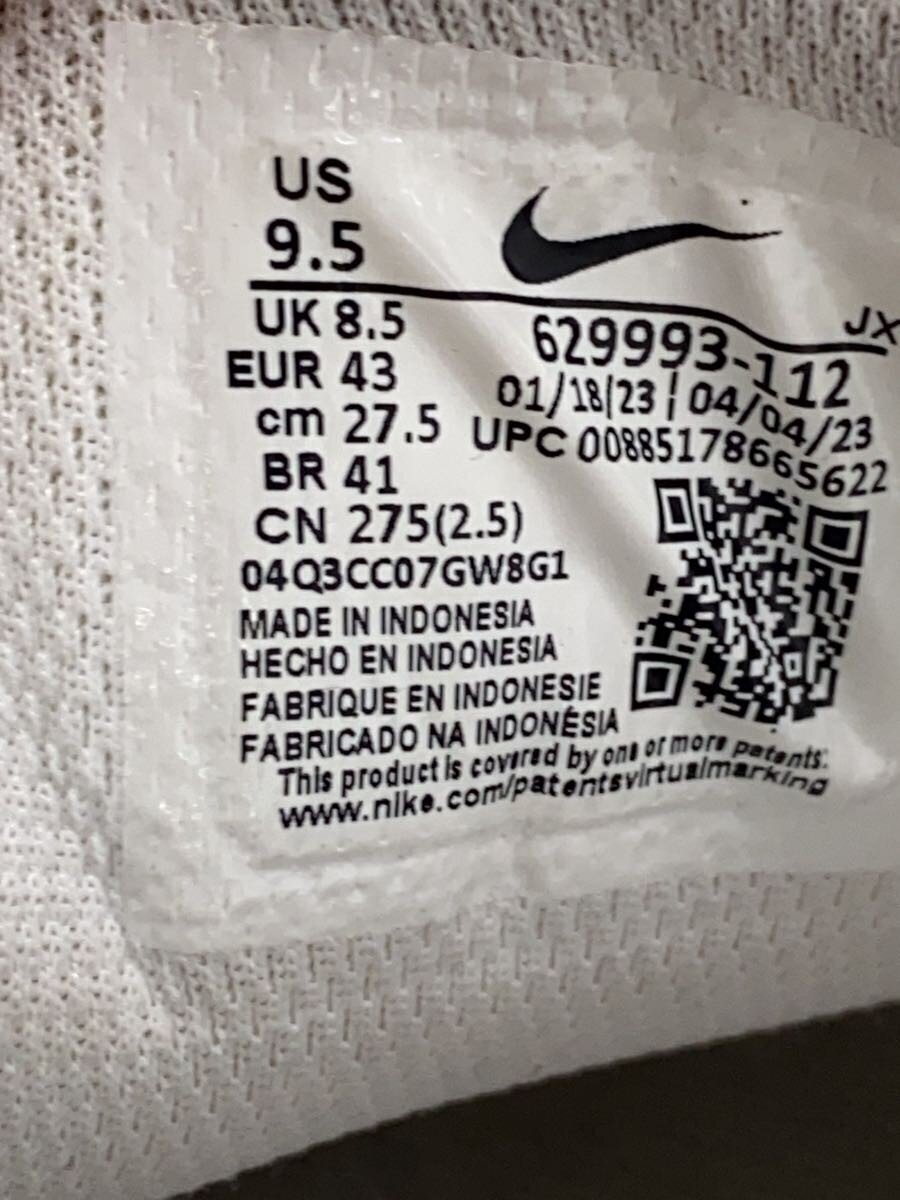 US
9.5
UK 8.5
EUR 43
cm 27.5
BR 41
CN 275(2.5)
JX
629993-112
01/18/23 | 04/04/23
UPC 00885178665622
04Q3CC07GW8G1
MADE IN INDONESIA
HECHO EN INDONESIA
FABRIQUE EN INDONESIE
FABRICADO NA INDONÉSIA
This product is covered by one or more patents.
www.nike.com/patentsvirtualmarking